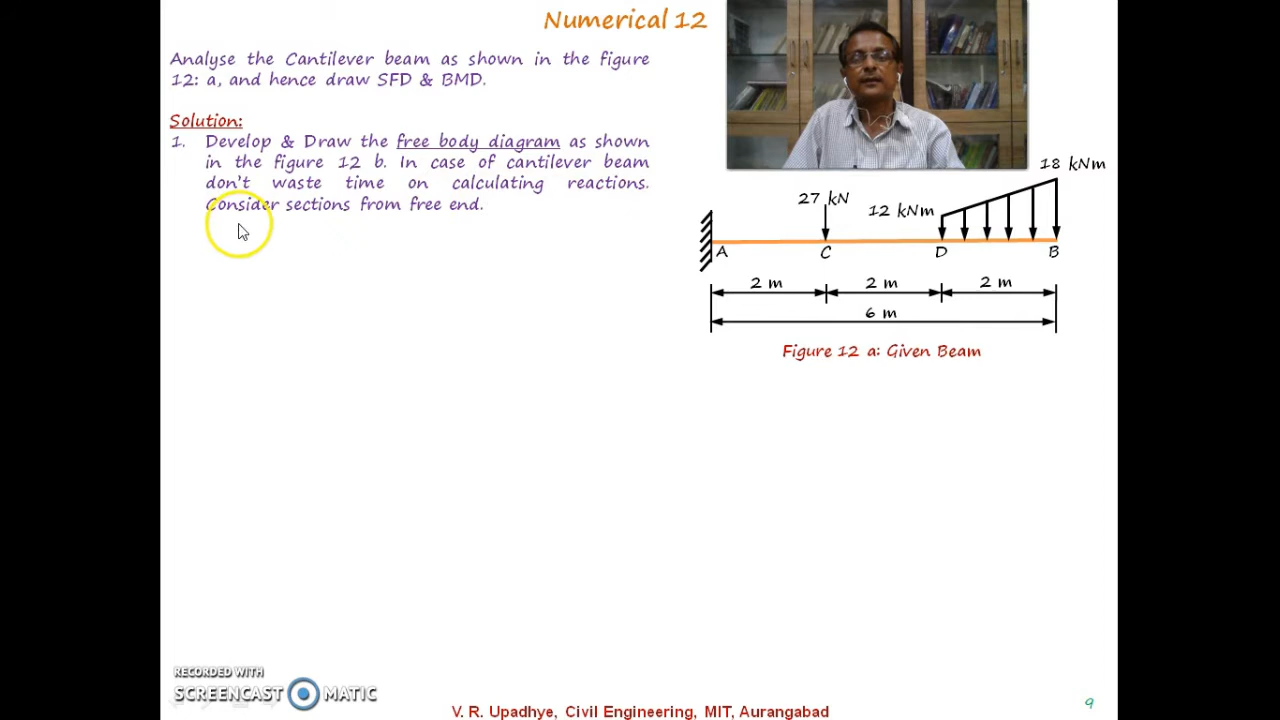 Numerical 12
Analyse the Cantilever beam as shown in the figure
12: a, and hence draw SFD & BMD.
Solution:
1. Develop & Draw the free body diagram as shown
in the figure 12 b. In case of cantilever beam
don't waste time on calculating reactions.
Consider sections from free end.
18 kNm
27 kN
12 kNm
A C D B
2 m 2 m 2 m
6 m
Figure 12 a: Given Beam
RECORDED WITH
SCREENCAST MATIC
V. R. Upadhye, Civil Engineering, MIT, Aurangabad
9